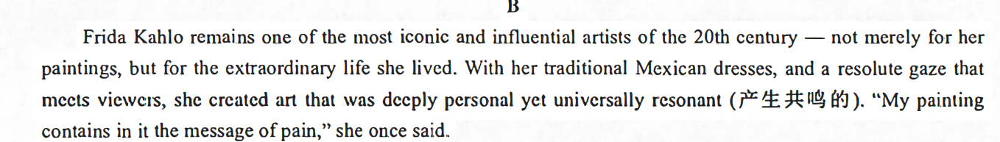 B
Frida Kahlo remains one of the most iconic and influential artists of the 20th century — not merely for her
paintings, but for the extraordinary life she lived. With her traditional Mexican dresses, and a resolute gaze that
meets viewers, she created art that was deeply personal yet universally resonant (产生共鸣的). “My painting
contains in it the message of pain,” she once said.